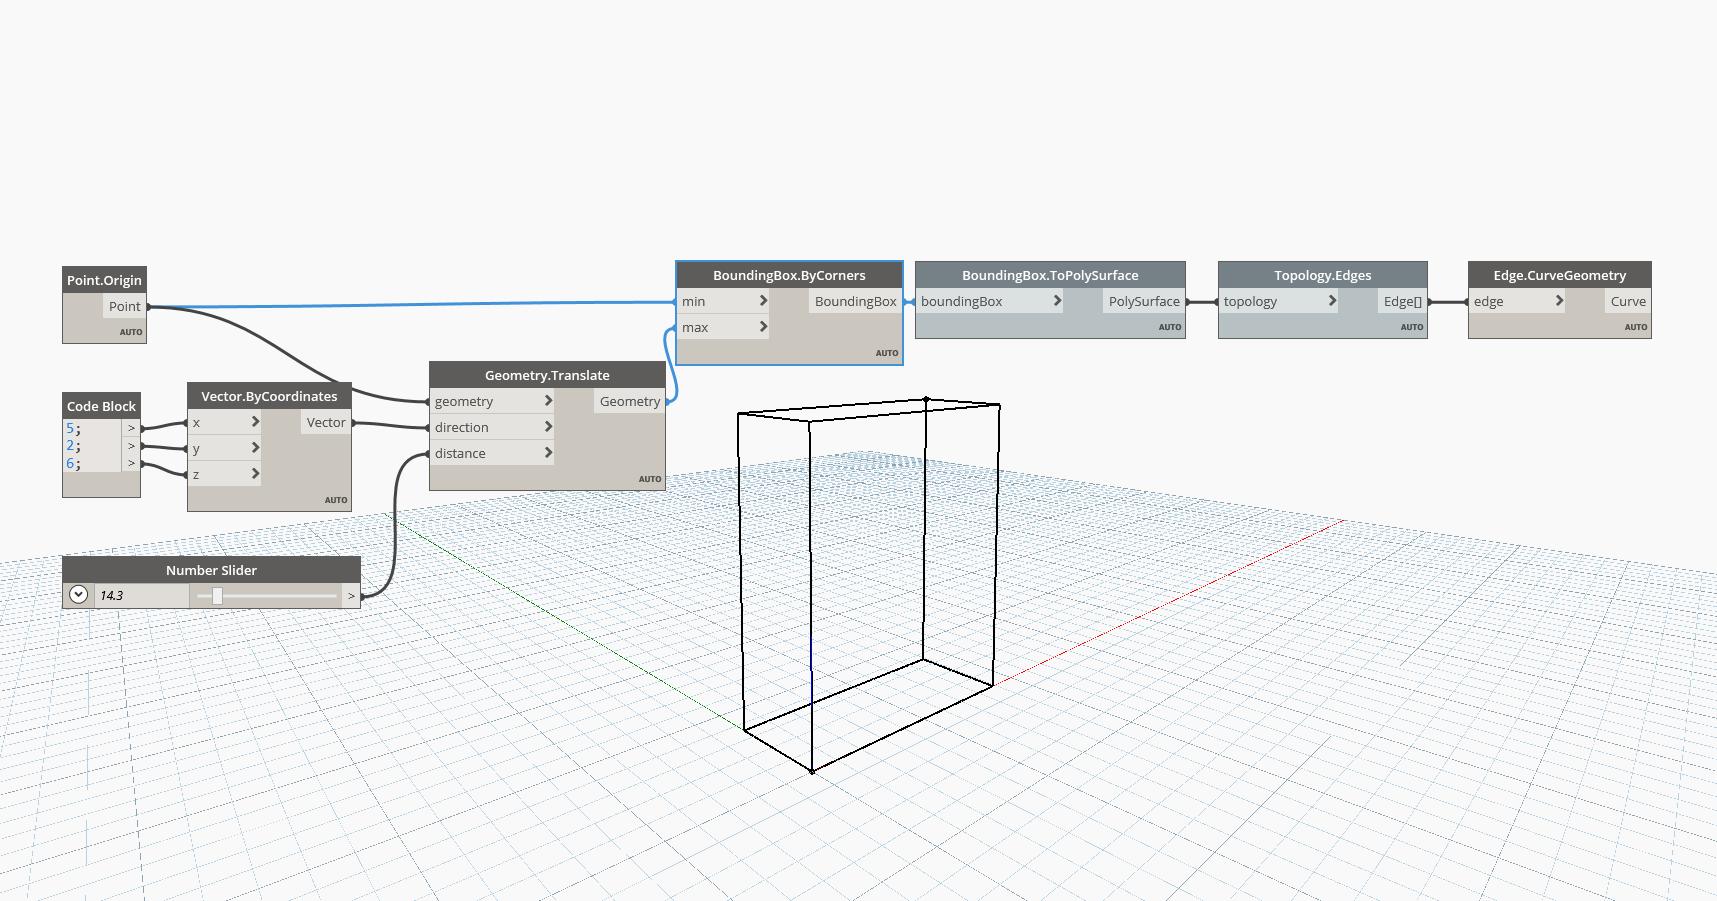 Point.Origin
Point
AUTO
Code Block
5; >
2; >
6; >
Vector.ByCoordinates
x > Vector
y >
z >
AUTO
Number Slider
14.3 >
Geometry.Translate
geometry > Geometry
direction >
distance >
AUTO
BoundingBox.ByCorners
min > BoundingBox
max >
AUTO
BoundingBox.ToPolySurface
boundingBox > PolySurface
AUTO
Topology.Edges
topology > Edge[]
AUTO
Edge.CurveGeometry
edge > Curve
AUTO